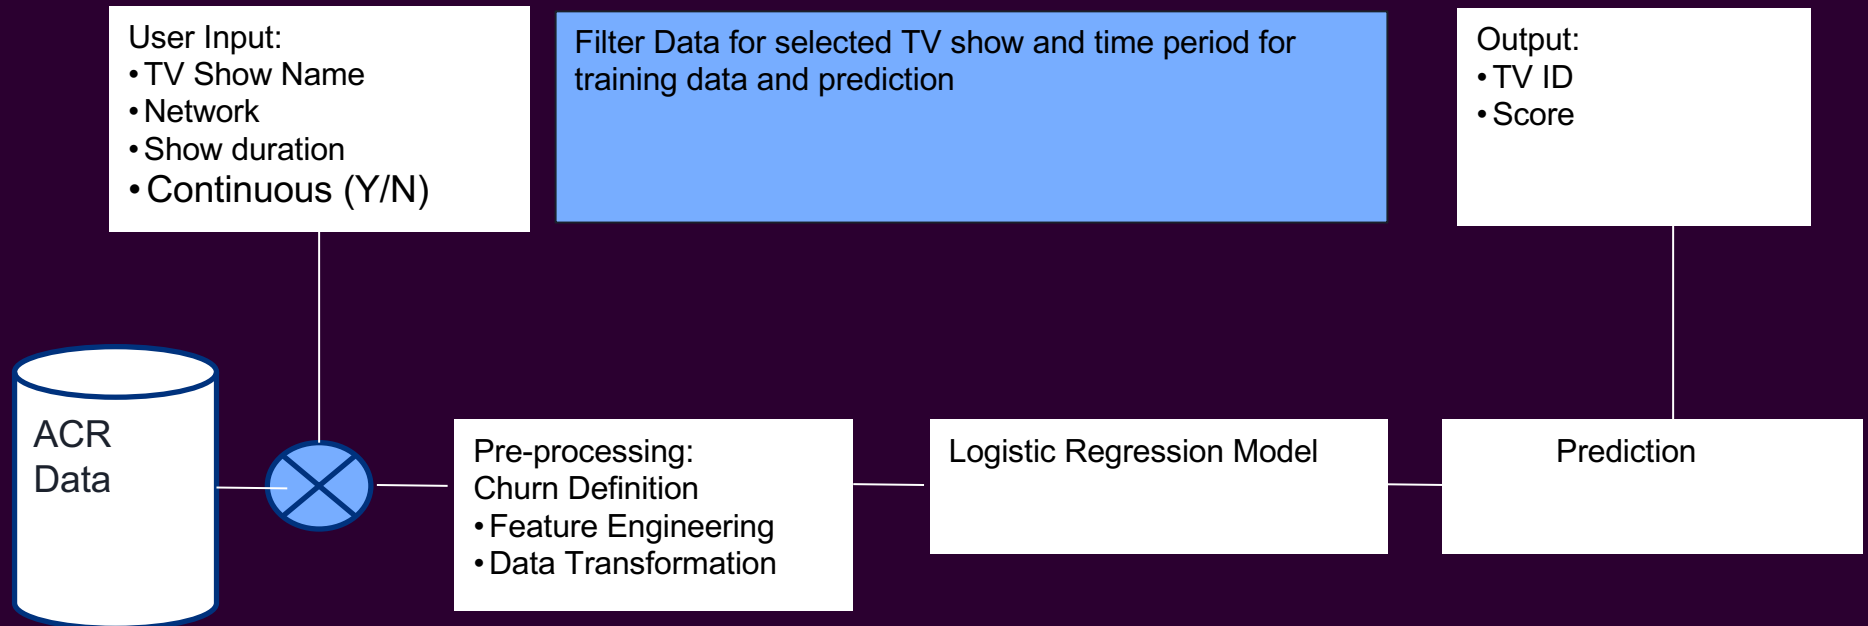 User Input:
• TV Show Name
• Network
• Show duration
• Continuous (Y/N)
Filter Data for selected TV show and time period for
training data and prediction
Output:
• TV ID
• Score
ACR
Data
Pre-processing:
Churn Definition
• Feature Engineering
• Data Transformation
Logistic Regression Model
Prediction